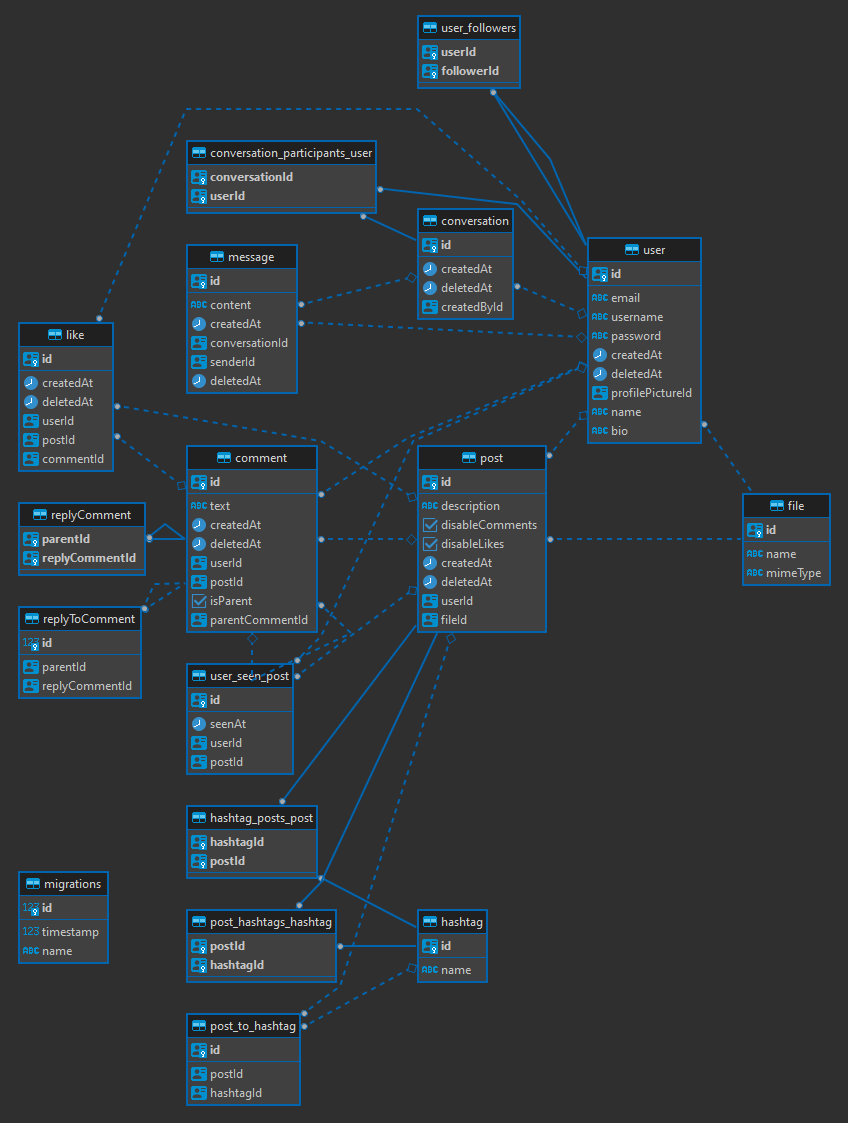 user_followers
userId
followerId
conversation_participants_user
conversationId
userId
conversation
id
createdAt
deletedAt
createdById
message
id
ABC content
createdAt
conversationId
senderId
deletedAt
user
id
ABC email
ABC username
ABC password
createdAt
deletedAt
profilePictureId
ABC name
ABC bio
like
id
createdAt
deletedAt
userId
postId
commentId
comment
id
ABC text
createdAt
deletedAt
userId
postId
isParent
parentCommentId
post
id
ABC description
disableComments
disableLikes
createdAt
deletedAt
userId
fileId
file
id
ABC name
ABC mimeType
replyComment
parentId
replyCommentId
replyToComment
123 id
parentId
replyCommentId
user_seen_post
id
seenAt
userId
postId
hashtag_posts_post
hashtagId
postId
migrations
123 id
123 timestamp
ABC name
post_hashtags_hashtag
postId
hashtagId
hashtag
id
ABC name
post_to_hashtag
id
postId
hashtagId